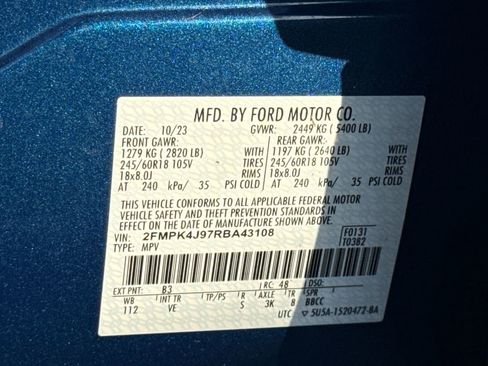 MFD. BY FORD MOTOR CO.
DATE: 10/23 GVWR: 2449 KG (5400 LB)
FRONT GAWR: REAR GAWR:
1279 KG (2820 LB) 1197 KG (2640 LB)
245/60R18 105V TIRES 245/60R18 105V TIRES
18x8.0J RIMS 18x8.0J RIMS
AT 240 kPa/ 35 PSI COLD AT 240 kPa/ 35 PSI COLD
THIS VEHICLE CONFORMS TO ALL APPLICABLE FEDERAL MOTOR
VEHICLE SAFETY AND THEFT PREVENTION STANDARDS IN EFFECT ON
THE DATE OF MANUFACTURE SHOWN ABOVE.
VIN: 2FMPK4J97RBA43108 F0131
TYPE: MPV T0382
EXT PNT: B3 RC: 48 DSO:
WB INT TR TP/PS R AXLE TR SPR
112 VE S 3K 8 BBCC
UTC 5U5A-1520472-BA